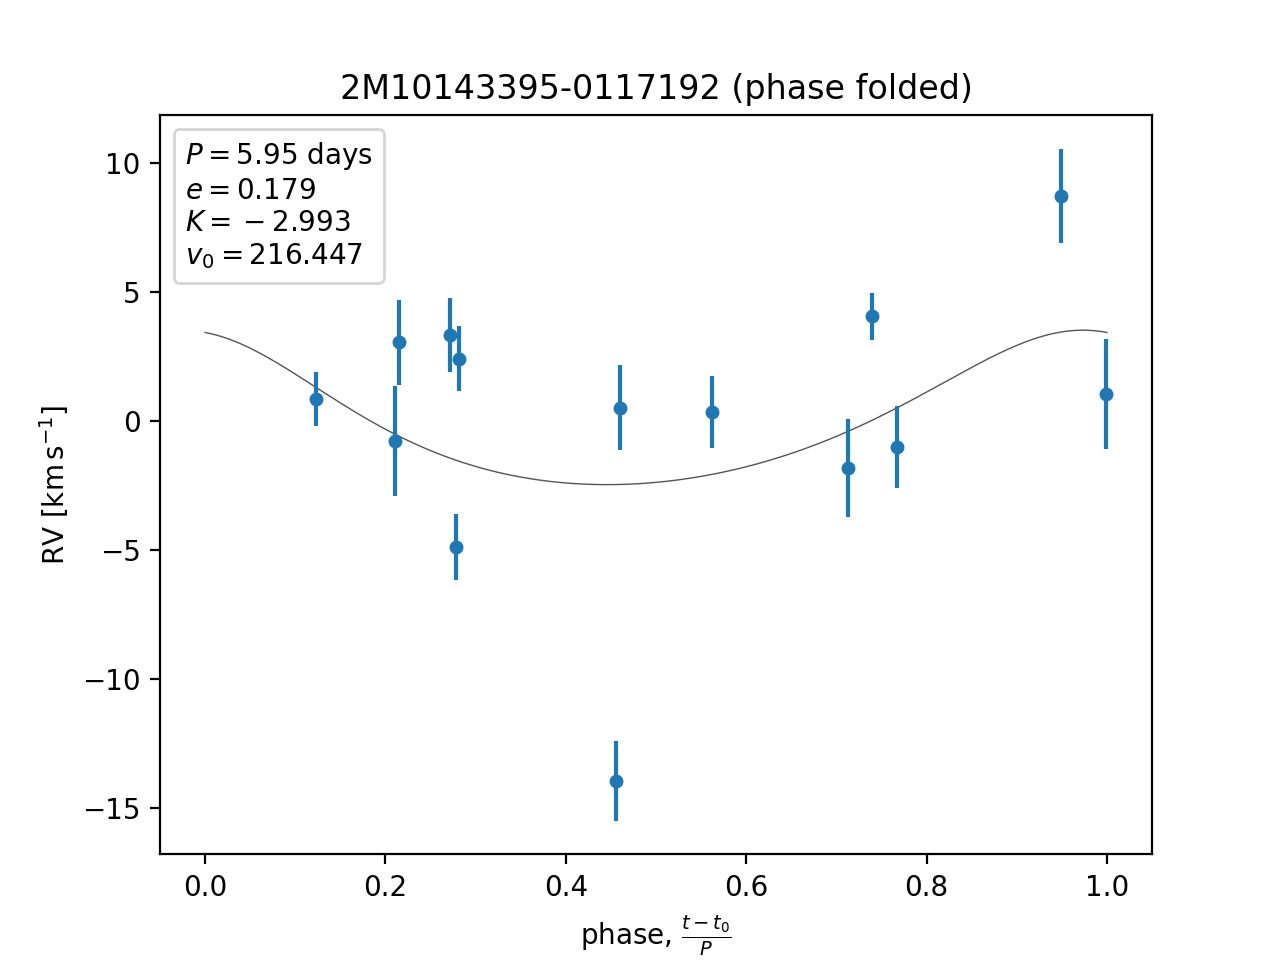 2M10143395-0117192 (phase folded)
P = 5.95 days
e = 0.179
K = −2.993
v₀ = 216.447
10
5
0
−5
−10
−15
RV [km s⁻¹]
0.0 0.2 0.4 0.6 0.8 1.0
phase, (t − t₀)/P